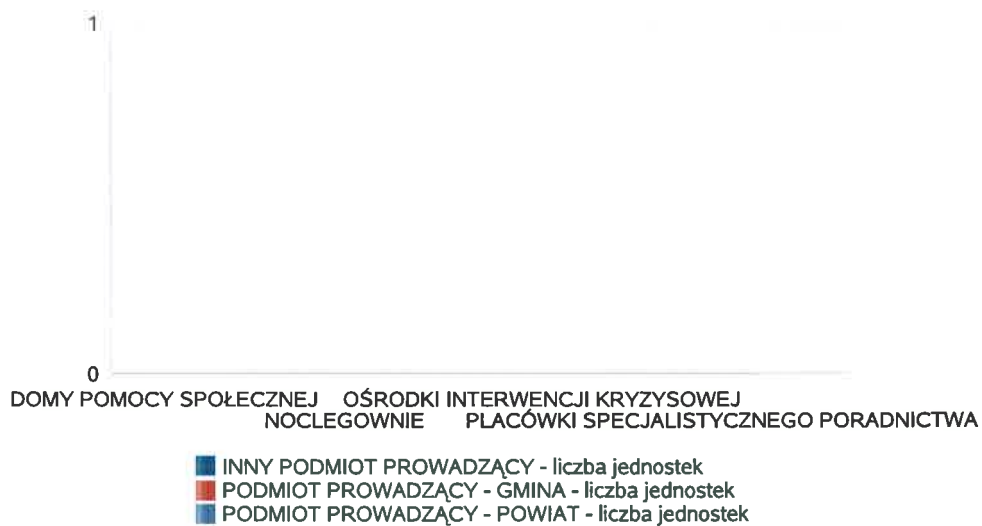 1
0
DOMY POMOCY SPOŁECZNEJ OŚRODKI INTERWENCJI KRYZYSOWEJ
NOCLEGOWNIE PLACÓWKI SPECJALISTYCZNEGO PORADNICTWA
INNY PODMIOT PROWADZĄCY - liczba jednostek
PODMIOT PROWADZĄCY - GMINA - liczba jednostek
PODMIOT PROWADZĄCY - POWIAT - liczba jednostek